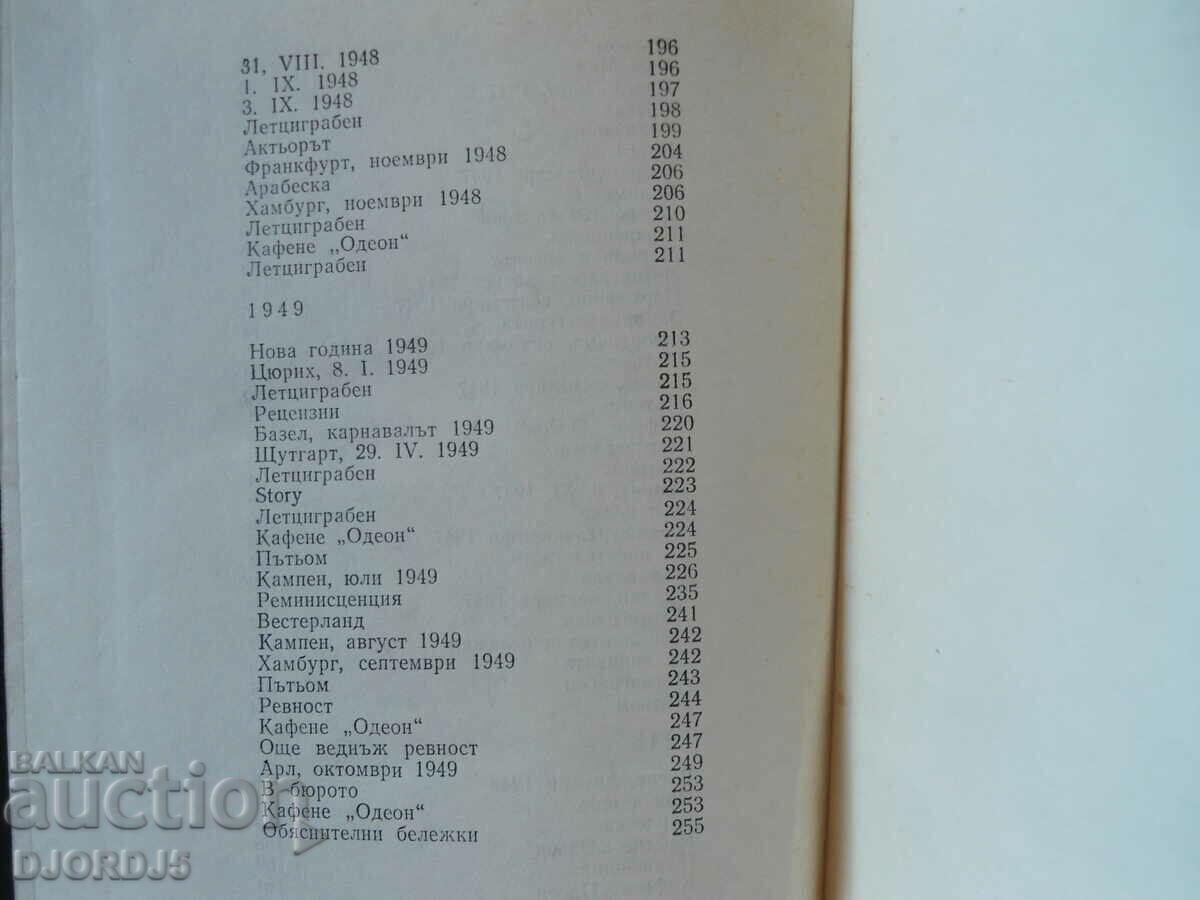 31, VIII. 1948 196
1. IX. 1948 196
3. IX. 1948 197
Летциграбен 198
Актьорът 199
Франкфурт, ноември 1948 204
Арабеска 206
Хамбург, ноември 1948 206
Летциграбен 210
Кафене „Одеон“ 211
Летциграбен 211
1949
Нова година 1949 213
Цюрих, 8. I. 1949 215
Летциграбен 215
Рецензии 216
Базел, карнавалът 1949 220
Щутгарт, 29. IV. 1949 221
Летциграбен 222
Story 223
Летциграбен 224
Кафене „Одеон“ 224
Пътьом 225
Кампен, юли 1949 226
Реминисценция 235
Вестерланд 241
Кампен, август 1949 242
Хамбург, септември 1949 242
Пътьом 243
Ревност 244
Кафене „Одеон“ 247
Още веднъж ревност 247
Арл, октомври 1949 249
В бюрото 253
Кафене „Одеон“ 253
Обяснителни бележки 255
BALKAN
auction
DJORDJ5